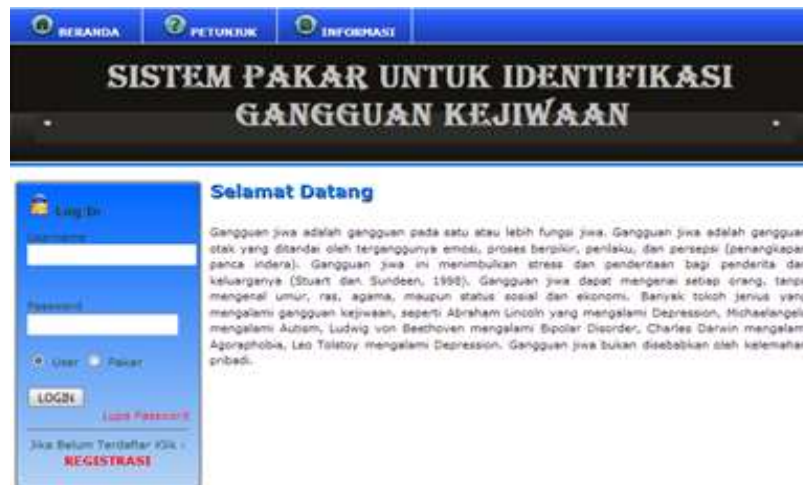 BERANDA PETUNJUK INFORMASI
SISTEM PAKAR UNTUK IDENTIFIKASI
GANGGUAN KEJIWAAN
Log In
Username
Password
User Pakar
LOGIN
Lupa Password
Jika Belum Terdaftar Klik :
REGISTRASI
Selamat Datang
Gangguan jiwa adalah gangguan pada satu atau lebih fungsi jiwa. Gangguan jiwa adalah gangguan
otak yang ditandai oleh terganggunya emosi, proses berpikir, perilaku, dan persepsi (penangkapan
panca indera). Gangguan jiwa ini menimbulkan stress dan penderitaan bagi penderita dan
keluarganya (Stuart dan Sundeen, 1998). Gangguan jiwa dapat mengenai setiap orang, tanpa
mengenal umur, ras, agama, maupun status sosial dan ekonomi. Banyak tokoh jenius yang
mengalami gangguan kejiwaan, seperti Abraham Lincoln yang mengalami Depression, Michaelangelo
mengalami Autism, Ludwig von Beethoven mengalami Bipolar Disorder, Charles Darwin mengalami
Agoraphobia, Leo Tolstoy mengalami Depression. Gangguan jiwa bukan disebabkan oleh kelemahan
pribadi.